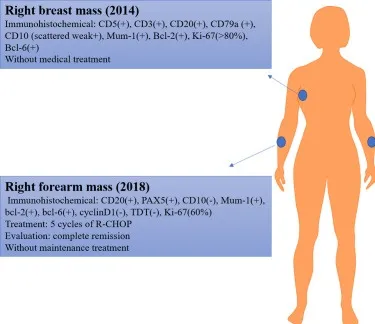 Right breast mass (2014)
Immunohistochemical: CD5(+), CD3(+), CD20(+), CD79a (+),
CD10 (scattered weak+), Mum-1(+), Bcl-2(+), Ki-67(>80%),
Bcl-6(+)
Without medical treatment
Right forearm mass (2018)
Immunohistochemical: CD20(+), PAX5(+), CD10(-), Mum-1(+),
bcl-2(+), bcl-6(+), cyclinD1(-), TDT(-), Ki-67(60%)
Treatment: 5 cycles of R-CHOP
Evaluation: complete remission
Without maintenance treatment